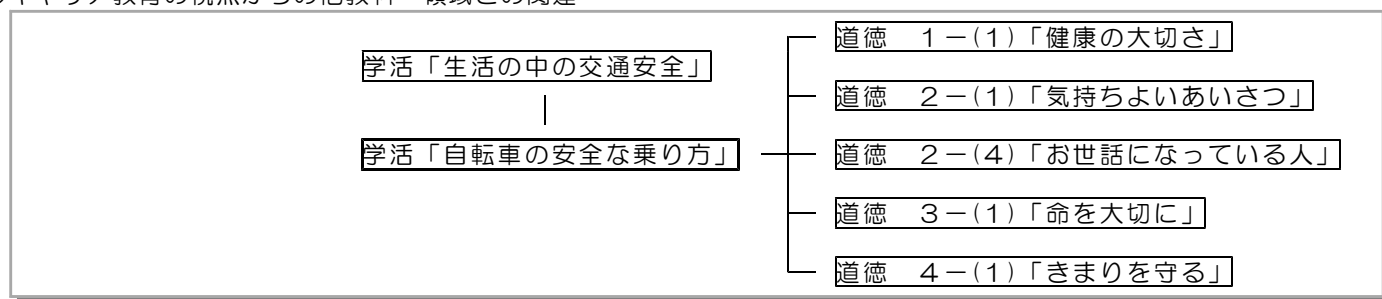 道徳　１－(1)「健康の大切さ」
学活「生活の中の交通安全」
道徳　２－(1)「気持ちよいあいさつ」
学活「自転車の安全な乗り方」
道徳　２－(4)「お世話になっている人」
道徳　３－(1)「命を大切に」
道徳　４－(1)「きまりを守る」